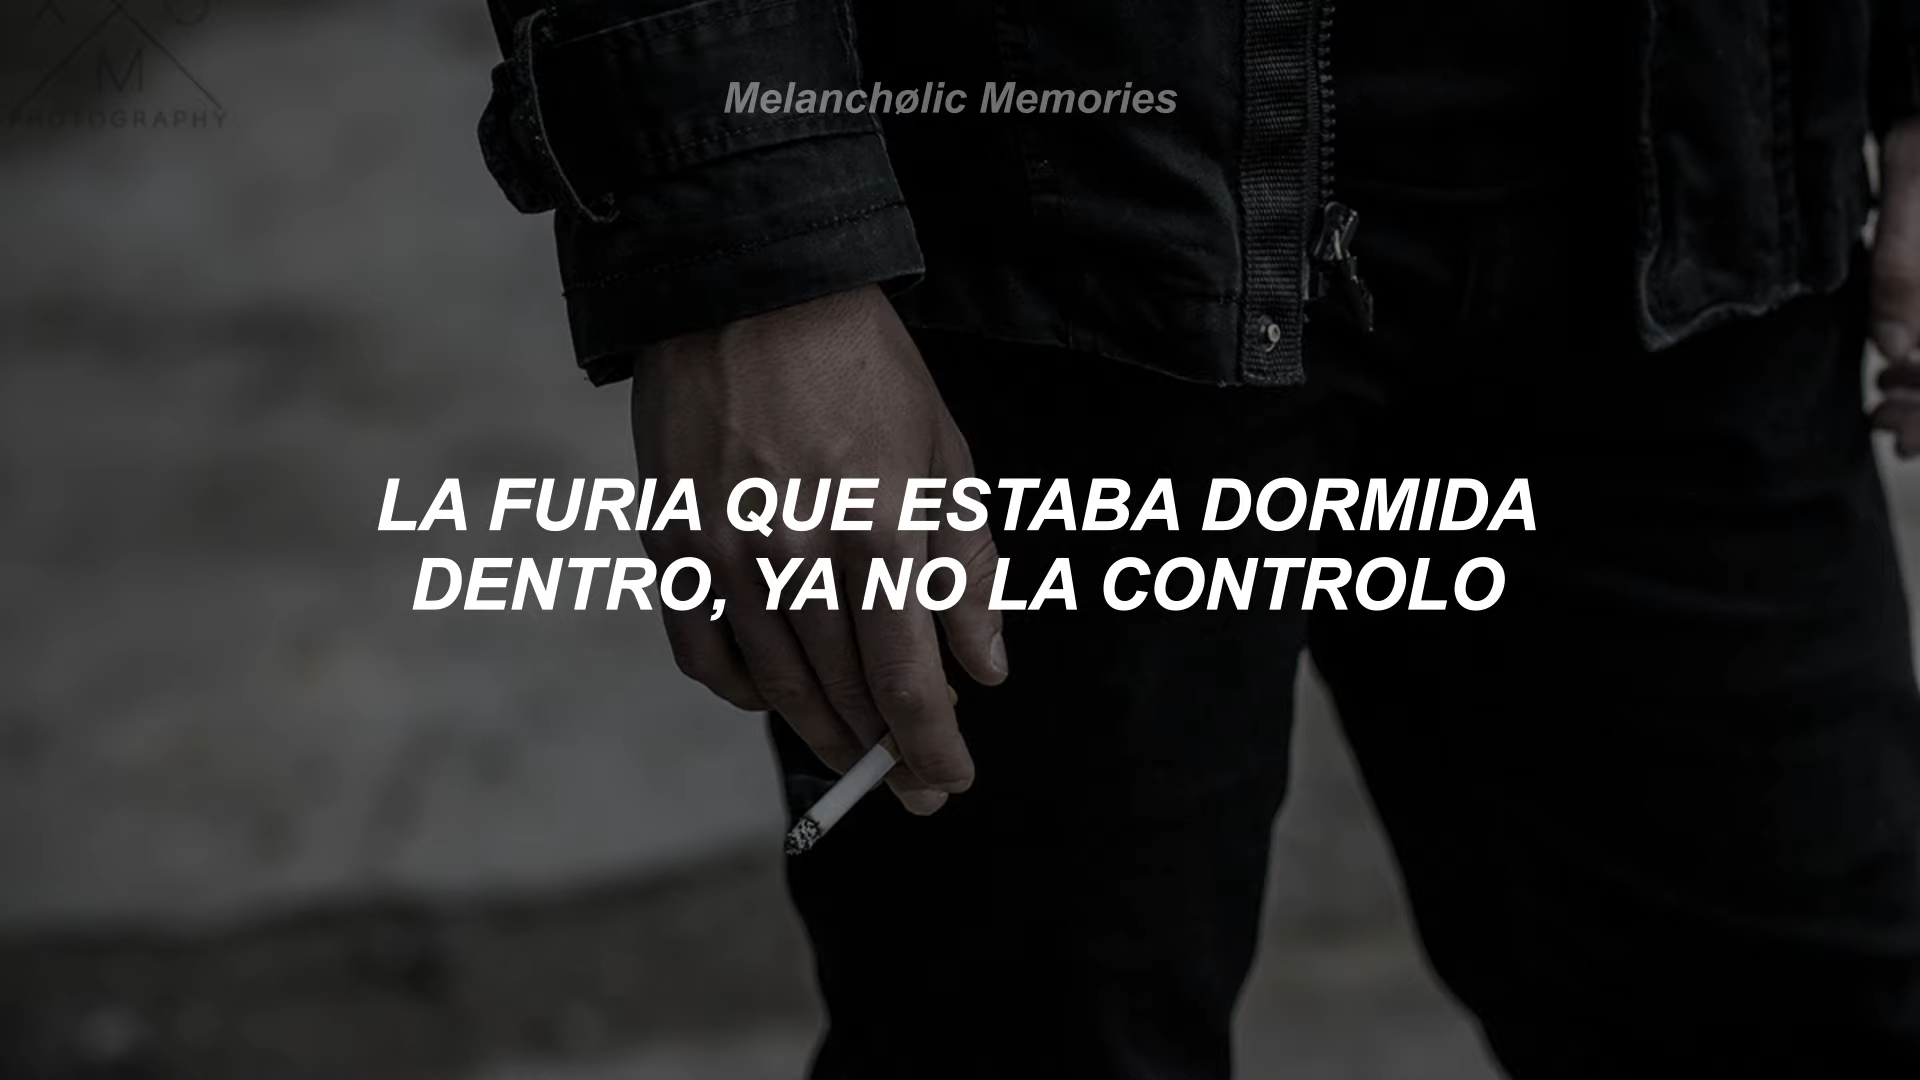 M
PHOTOGRAPHY
Melanchølic Memories
LA FURIA QUE ESTABA DORMIDA
DENTRO, YA NO LA CONTROLO